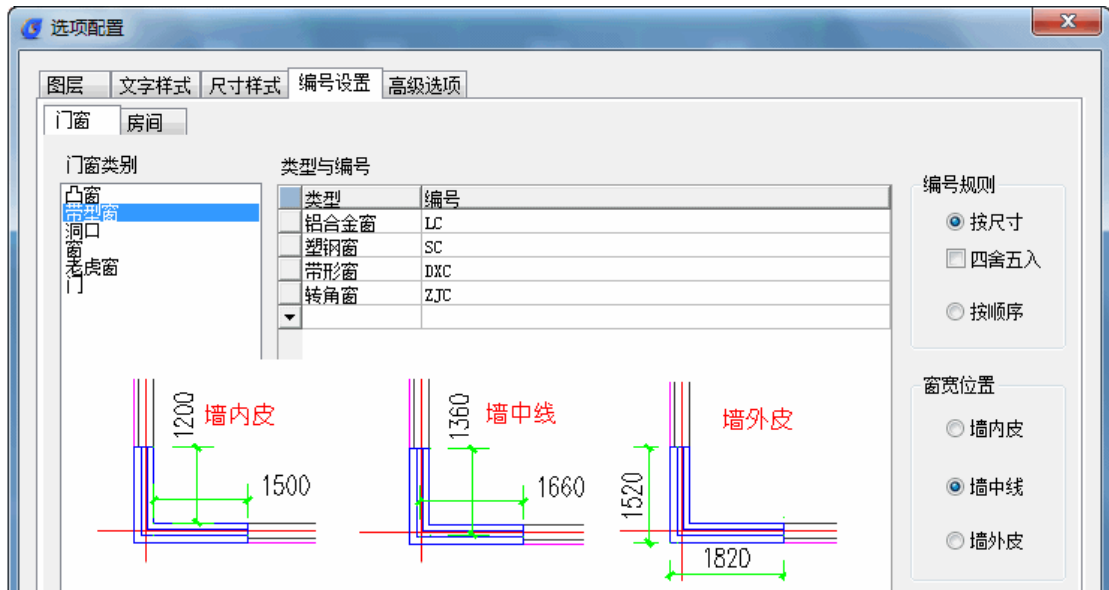 选项配置
图层 文字样式 尺寸样式 编号设置 高级选项
门窗 房间
门窗类别
凸窗
带型窗
洞口
窗
老虎窗
门
类型与编号
类型 编号
铝合金窗 LC
塑钢窗 SC
带形窗 DXC
转角窗 ZJC
编号规则
按尺寸
四舍五入
按顺序
1200 墙内皮
1500
1360 墙中线
1660
墙外皮
1520
1820
窗宽位置
墙内皮
墙中线
墙外皮